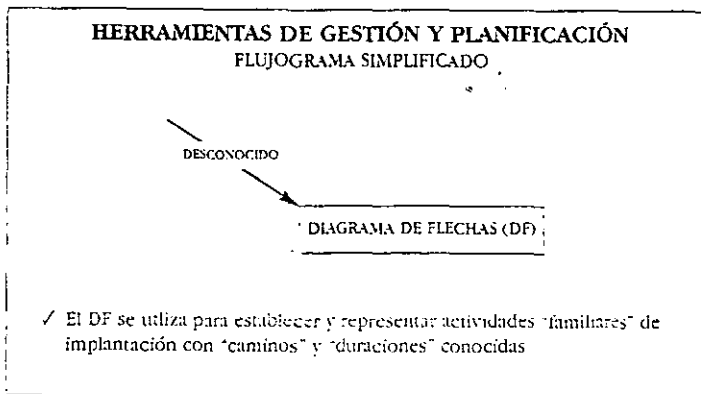 HERRAMIENTAS DE GESTIÓN Y PLANIFICACIÓN
FLUJOGRAMA SIMPLIFICADO
DESCONOCIDO
DIAGRAMA DE FLECHAS (DF)
✓ El DF se utliza para establecer y representar actividades "familiares" de
implantación con "caminos" y "duraciones" conocidas